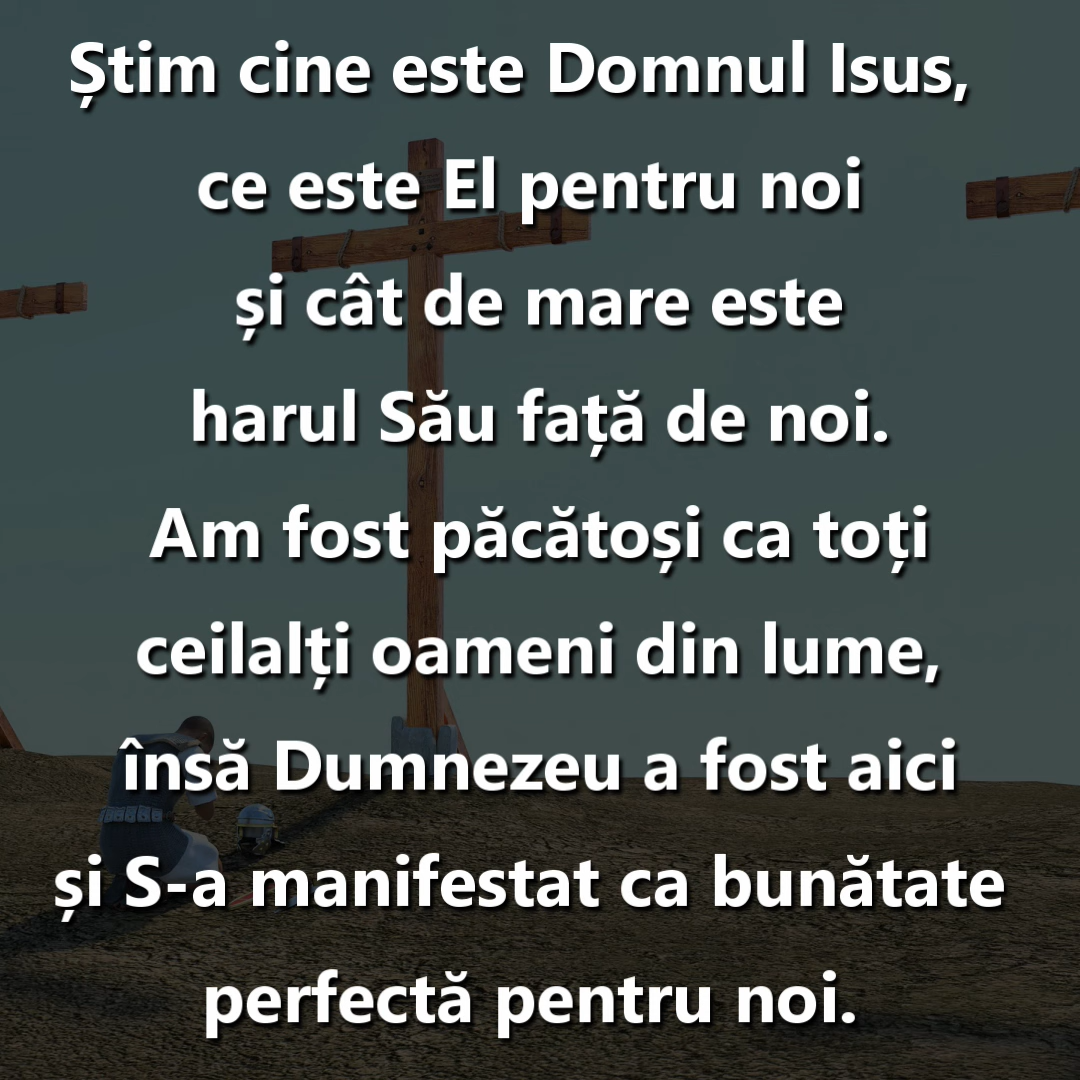 Știm cine este Domnul Isus,
ce este El pentru noi
și cât de mare este
harul Său față de noi.
Am fost păcătoși ca toți
ceilalți oameni din lume,
însă Dumnezeu a fost aici
și S-a manifestat ca bunătate
perfectă pentru noi.